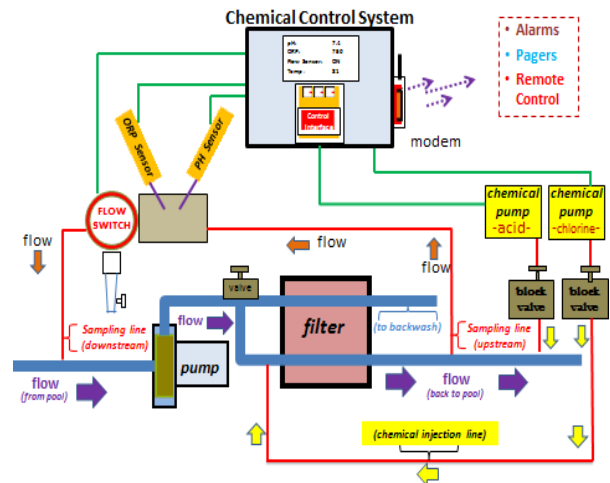 Chemical Control System
pH: 7.4
ORP: 780
Flow Sensor: ON
Temp: 81
Control
Interface
modem
• Alarms
• Pagers
• Remote
Control
ORP Sensor
PH Sensor
FLOW
SWITCH
flow
flow
flow
chemical
pump
-acid-
chemical
pump
-chlorine-
block
valve
block
valve
valve
flow
filter
(to backwash)
Sampling line
(downstream)
Sampling line
(upstream)
pump
flow
(from pool)
flow
(back to pool)
(chemical injection line)